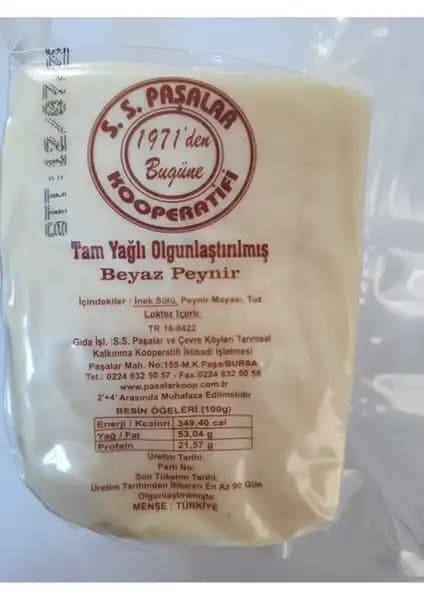 S. S. PAŞALAR
1971'den
Bugüne
KOOPERATİFİ
Tam Yağlı Olgunlaştırılmış
Beyaz Peynir
İçindekiler : İnek Sütü, Peynir Mayası, Tuz
Laktoz İçerir.
TR 16-0422
Gıda İşl. :S.S. Paşalar ve Çevre Köyleri Tarımsal
Kalkınma Kooperatifi İktisadi İşletmesi
Paşalar Mah. No:155-M.K.Paşa/BURSA
Tel.: 0224 632 50 57 - Fax:0224 632 50 58
www.pasalarkoop.com.tr
2°+4° Arasında Muhafaza Edilmelidir
BESİN ÖĞELERİ (100g)
Enerji / Kcalori 349,40 cal
Yağ / Fat 53,04 g
Protein 21,57 g
Üretim Tarihi:
Parti No:
Son Tüketim Tarihi:
Üretim Tarihinden İtibaren En Az 90 Gün
Olgunlaştırılmıştır
MENŞE : TÜRKİYE
STT:12/07/2